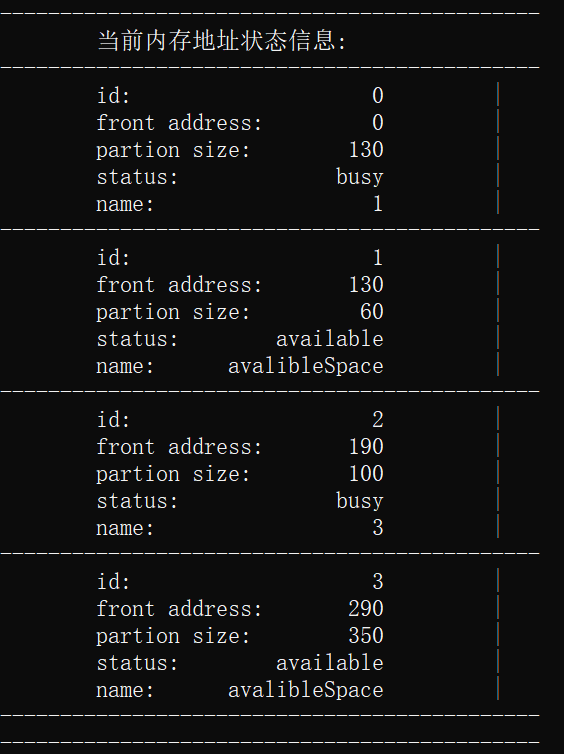 当前内存地址状态信息:
id: 0
front address: 0
partion size: 130
status: busy
name: 1
id: 1
front address: 130
partion size: 60
status: available
name: avalibleSpace
id: 2
front address: 190
partion size: 100
status: busy
name: 3
id: 3
front address: 290
partion size: 350
status: available
name: avalibleSpace